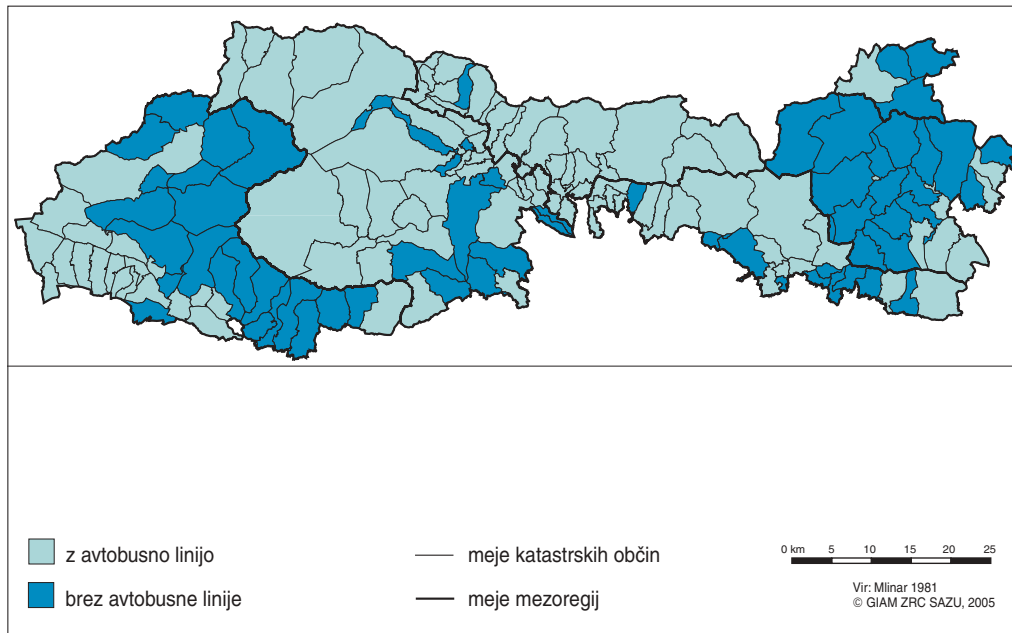 z avtobusno linijo
brez avtobusne linije
meje katastrskih občin
meje mezoregij
0 km 5 10 15 20 25
Vir: Mlinar 1981
© GIAM ZRC SAZU, 2005